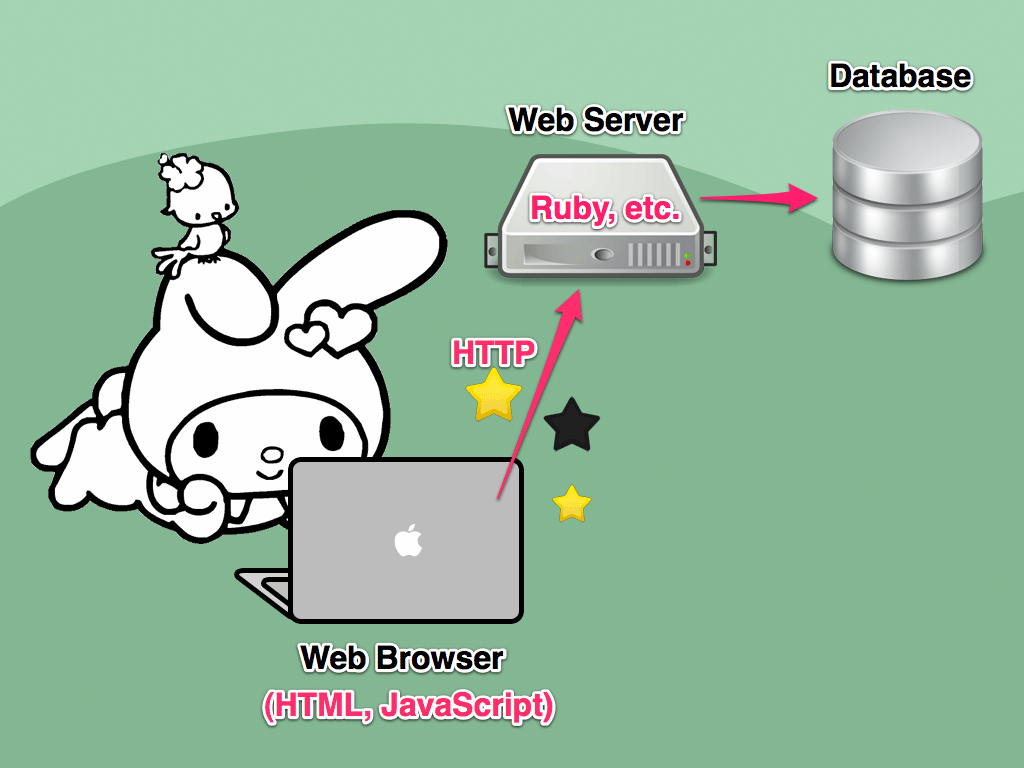 Database
Web Server
Ruby, etc.
HTTP
Web Browser
(HTML, JavaScript)